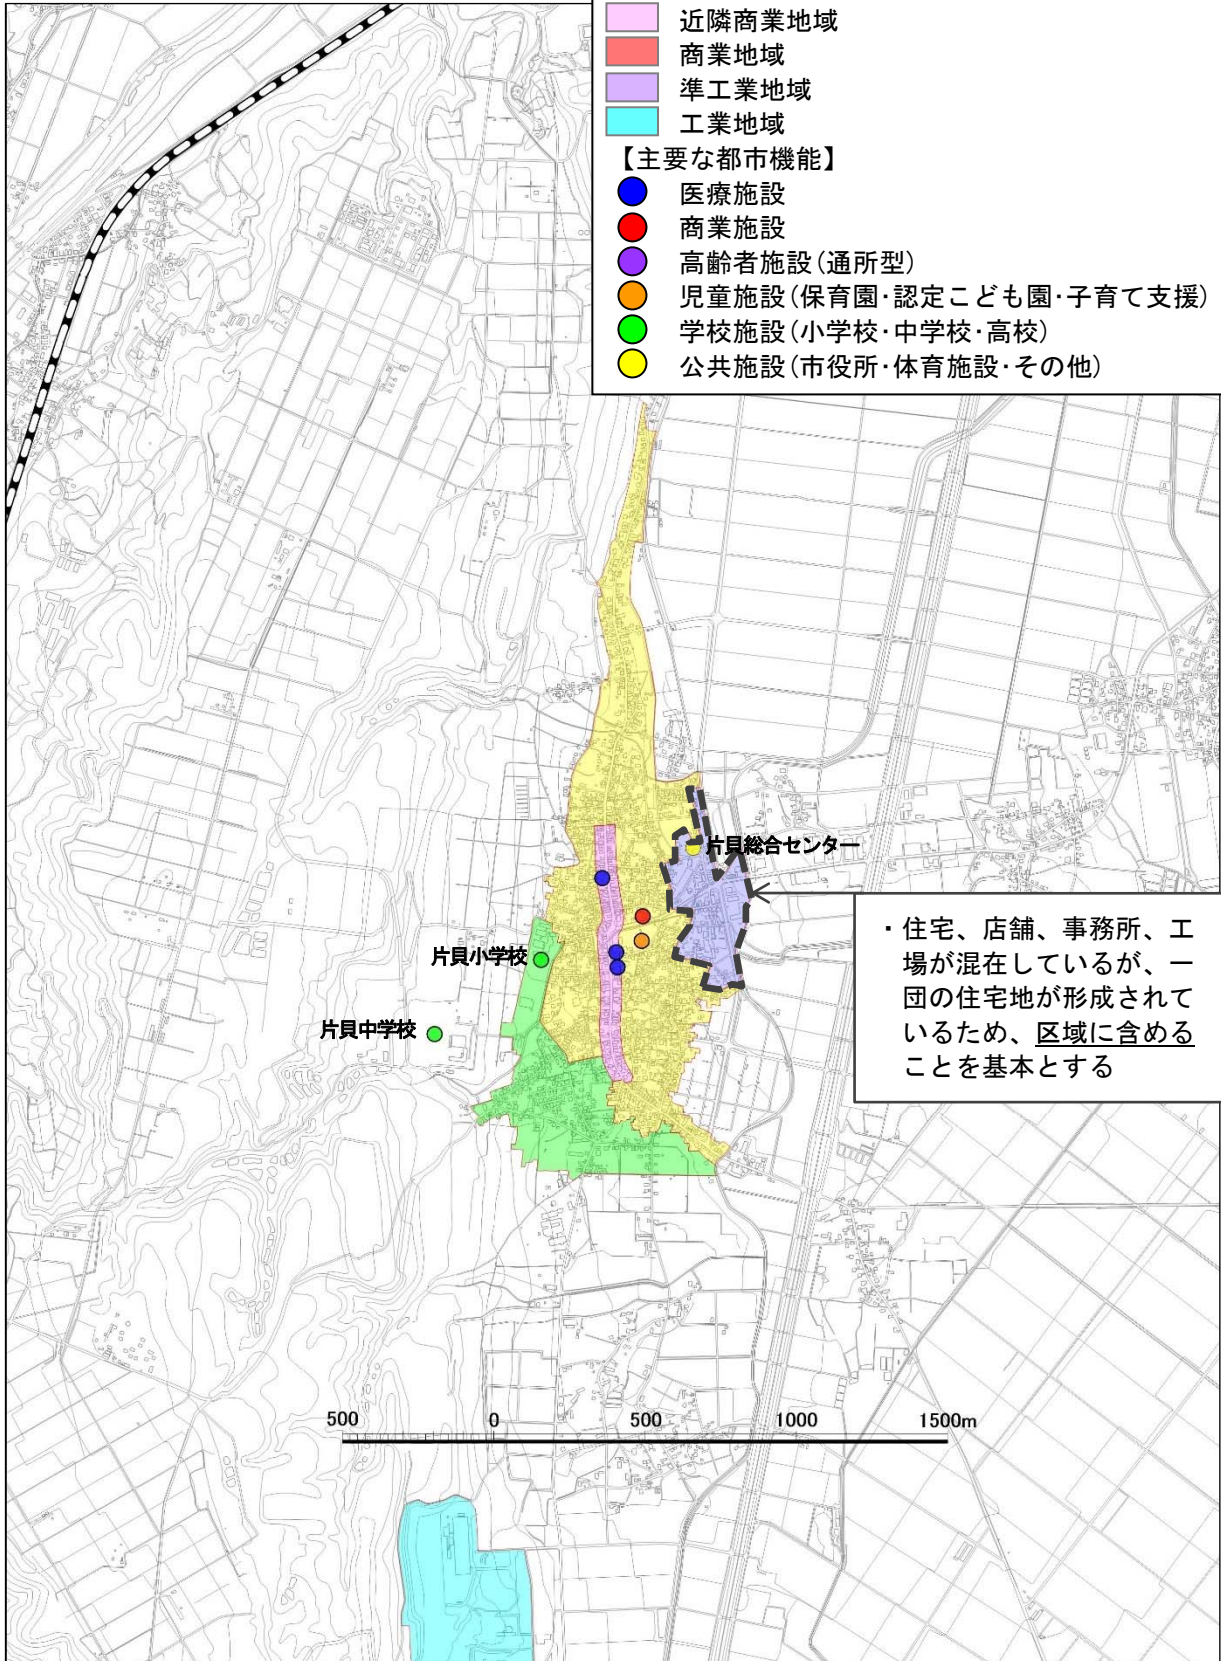 近隣商業地域
商業地域
準工業地域
工業地域
【主要な都市機能】
医療施設
商業施設
高齢者施設(通所型)
児童施設(保育園・認定こども園・子育て支援)
学校施設(小学校・中学校・高校)
公共施設(市役所・体育施設・その他)
片貝総合センター
・住宅、店舗、事務所、工
場が混在しているが、一
団の住宅地が形成されて
いるため、区域に含める
ことを基本とする
片貝小学校
片貝中学校
500 0 500 1000 1500m